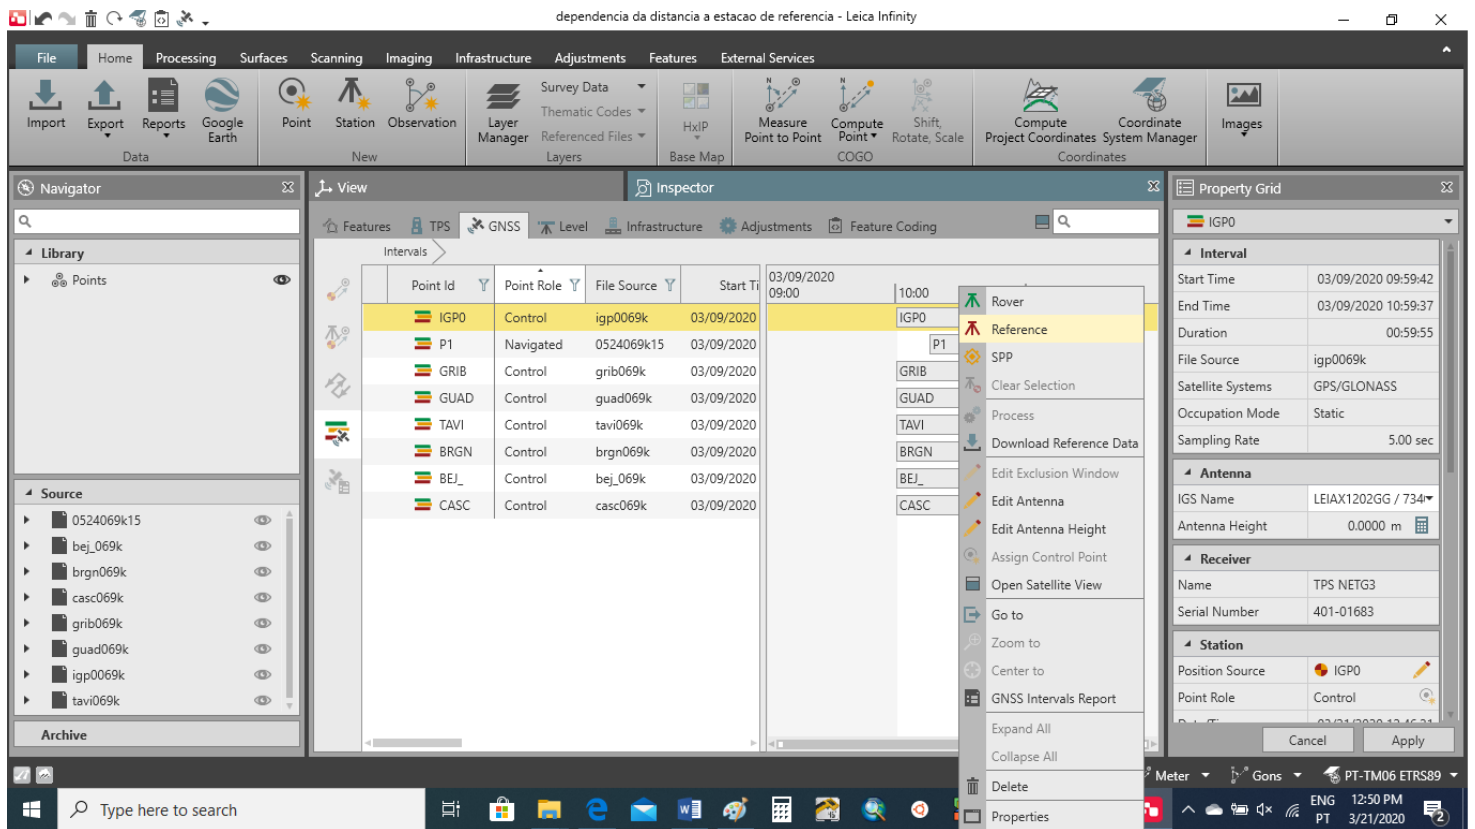 dependencia da distancia a estacao de referencia - Leica Infinity
File Home Processing Surfaces Scanning Imaging Infrastructure Adjustments Features External Services
Import Export Reports Google Earth
Data
Point Station Observation
New
Layer Manager
Survey Data
Thematic Codes
Referenced Files
Layers
HxIP
Base Map
Measure Point to Point
Compute Point
Shift, Rotate, Scale
COGO
Compute Project Coordinates
Coordinate System Manager
Coordinates
Images
Navigator
Library
Points
Source
0524069k15
bej_069k
brgn069k
casc069k
grib069k
guad069k
igp0069k
tavi069k
Archive
View
Inspector
Features TPS GNSS Level Infrastructure Adjustments Feature Coding
Intervals
Point Id Point Role File Source Start Ti
IGP0 Control igp0069k 03/09/2020
P1 Navigated 0524069k15 03/09/2020
GRIB Control grib069k 03/09/2020
GUAD Control guad069k 03/09/2020
TAVI Control tavi069k 03/09/2020
BRGN Control brgn069k 03/09/2020
BEJ_ Control bej_069k 03/09/2020
CASC Control casc069k 03/09/2020
03/09/2020
09:00 10:00
IGP0
P1
GRIB
GUAD
TAVI
BRGN
BEJ_
CASC
Rover
Reference
SPP
Clear Selection
Process
Download Reference Data
Edit Exclusion Window
Edit Antenna
Edit Antenna Height
Assign Control Point
Open Satellite View
Go to
Zoom to
Center to
GNSS Intervals Report
Expand All
Collapse All
Delete
Properties
Property Grid
IGP0
Interval
Start Time 03/09/2020 09:59:42
End Time 03/09/2020 10:59:37
Duration 00:59:55
File Source igp0069k
Satellite Systems GPS/GLONASS
Occupation Mode Static
Sampling Rate 5.00 sec
Antenna
IGS Name LEIAX1202GG / 734
Antenna Height 0.0000 m
Receiver
Name TPS NETG3
Serial Number 401-01683
Station
Position Source IGP0
Point Role Control
Cancel Apply
Meter Gons PT-TM06 ETRS89
Type here to search
ENG 12:50 PM
PT 3/21/2020
2